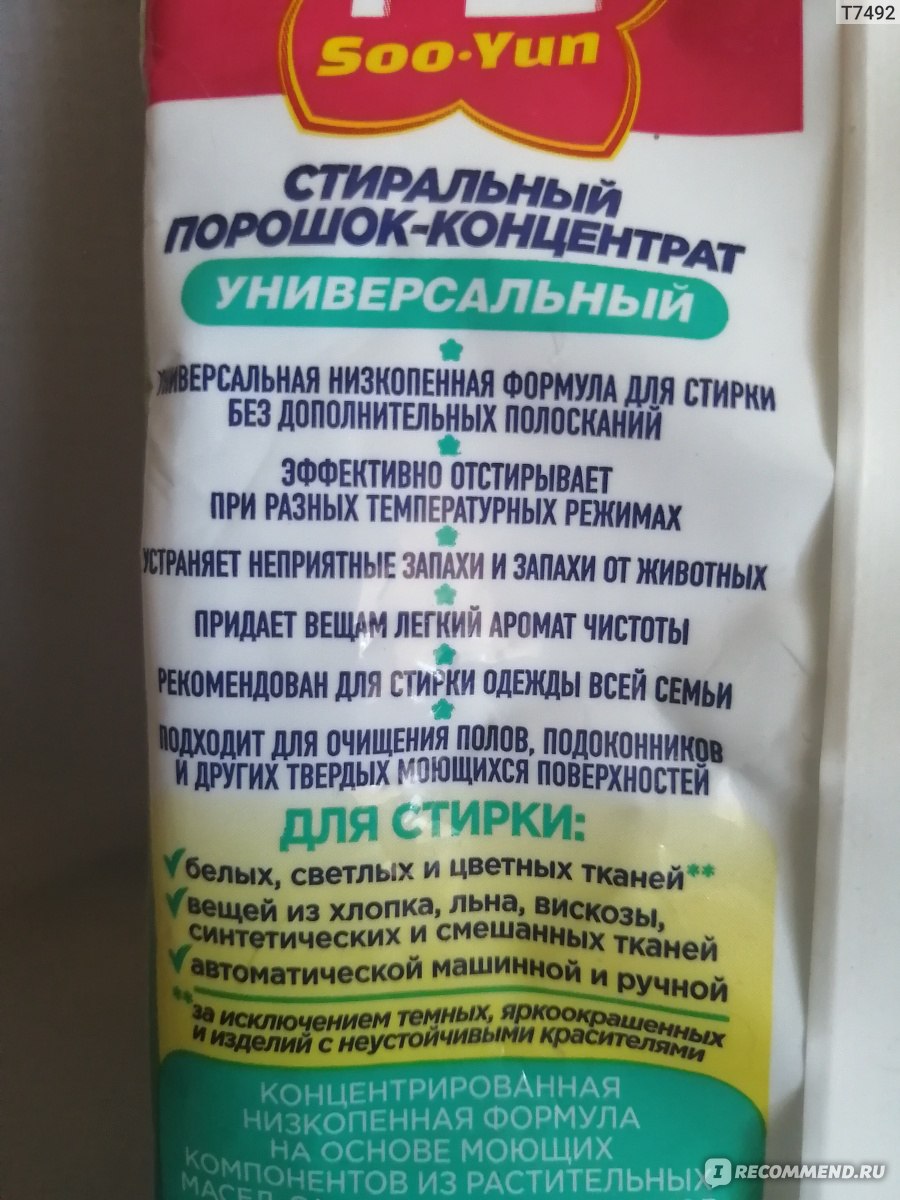 T7492
Soo-Yun
СТИРАЛЬНЫЙ
ПОРОШОК-КОНЦЕНТРАТ
УНИВЕРСАЛЬНЫЙ
УНИВЕРСАЛЬНАЯ НИЗКОПЕННАЯ ФОРМУЛА ДЛЯ СТИРКИ
БЕЗ ДОПОЛНИТЕЛЬНЫХ ПОЛОСКАНИЙ
ЭФФЕКТИВНО ОТСТИРЫВАЕТ
ПРИ РАЗНЫХ ТЕМПЕРАТУРНЫХ РЕЖИМАХ
УСТРАНЯЕТ НЕПРИЯТНЫЕ ЗАПАХИ И ЗАПАХИ ОТ ЖИВОТНЫХ
ПРИДАЕТ ВЕЩАМ ЛЕГКИЙ АРОМАТ ЧИСТОТЫ
РЕКОМЕНДОВАН ДЛЯ СТИРКИ ОДЕЖДЫ ВСЕЙ СЕМЬИ
ПОДХОДИТ ДЛЯ ОЧИЩЕНИЯ ПОЛОВ, ПОДОКОННИКОВ
И ДРУГИХ ТВЕРДЫХ МОЮЩИХСЯ ПОВЕРХНОСТЕЙ
ДЛЯ СТИРКИ:
белых, светлых и цветных тканей**
вещей из хлопка, льна, вискозы,
синтетических и смешанных тканей
автоматической машинной и ручной
**за исключением темных, яркоокрашенных
и изделий с неустойчивыми красителями
КОНЦЕНТРИРОВАННАЯ
НИЗКОПЕННАЯ ФОРМУЛА
НА ОСНОВЕ МОЮЩИХ
КОМПОНЕНТОВ ИЗ РАСТИТЕЛЬНЫХ
МАСЕЛ
IRECOMMEND.RU